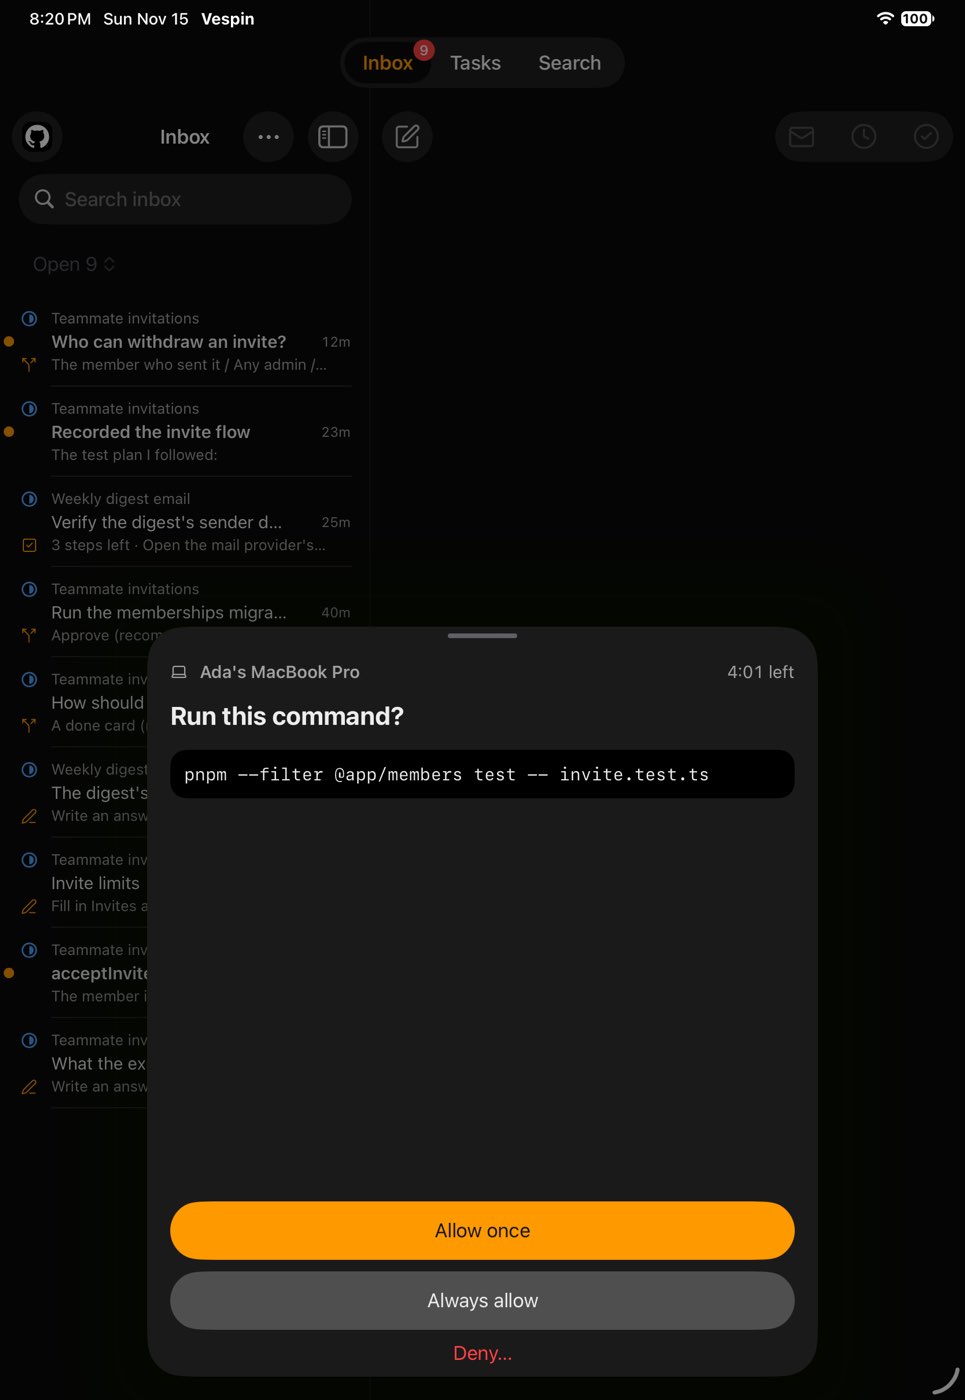 8:20 PM Sun Nov 15 Vespin
100
Inbox 9 Tasks Search
Inbox
Search inbox
Open 9
Teammate invitations
Who can withdraw an invite? 12m
The member who sent it / Any admin /...
Teammate invitations
Recorded the invite flow 23m
The test plan I followed:
Weekly digest email
Verify the digest's sender d... 25m
3 steps left · Open the mail provider's...
Teammate invitations
Run the memberships migra... 40m
Approve (recom
Teammate inv
How should
A done card (
Weekly digest
The digest's
Write an answ
Teammate inv
Invite limits
Fill in Invites a
Teammate inv
acceptInvite
The member i
Teammate inv
What the ex
Write an answ
Ada's MacBook Pro 4:01 left
Run this command?
pnpm --filter @app/members test -- invite.test.ts
Allow once
Always allow
Deny...